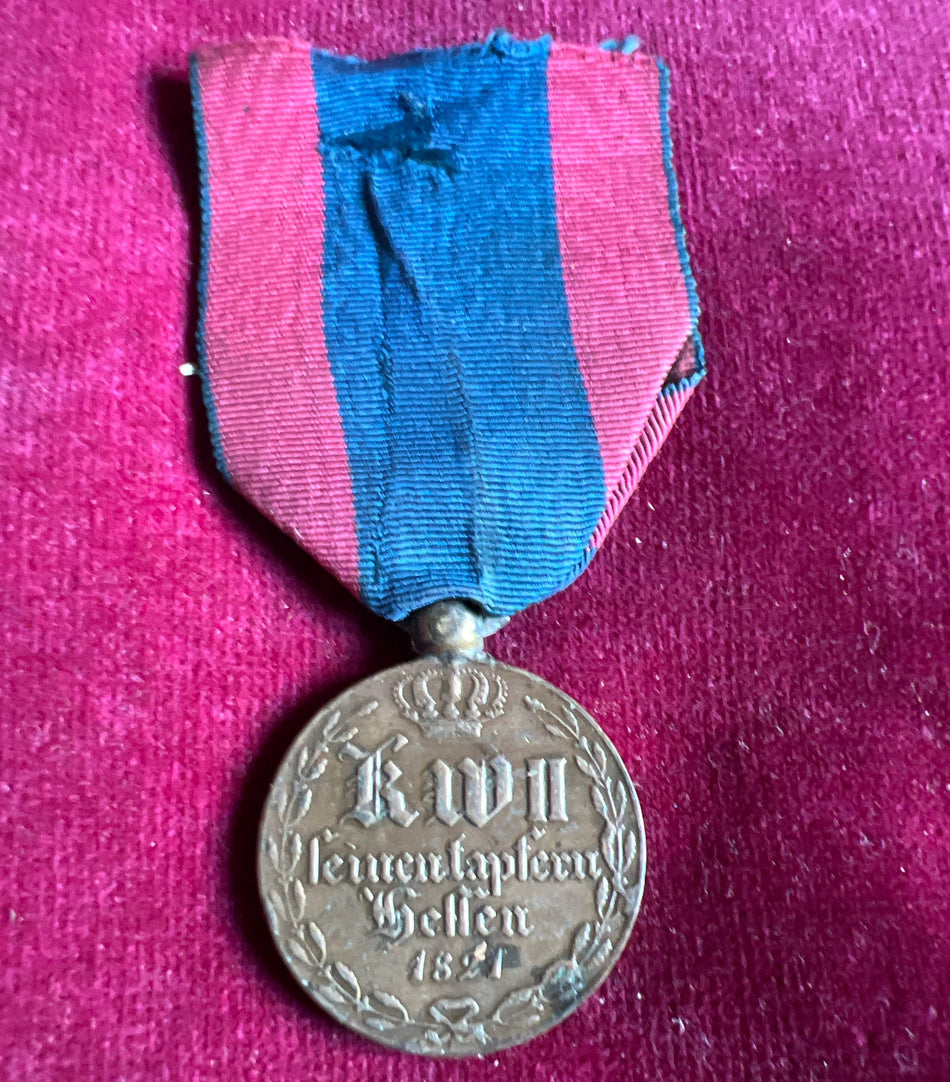 KWII
seinen tapfern
Hessen
1821